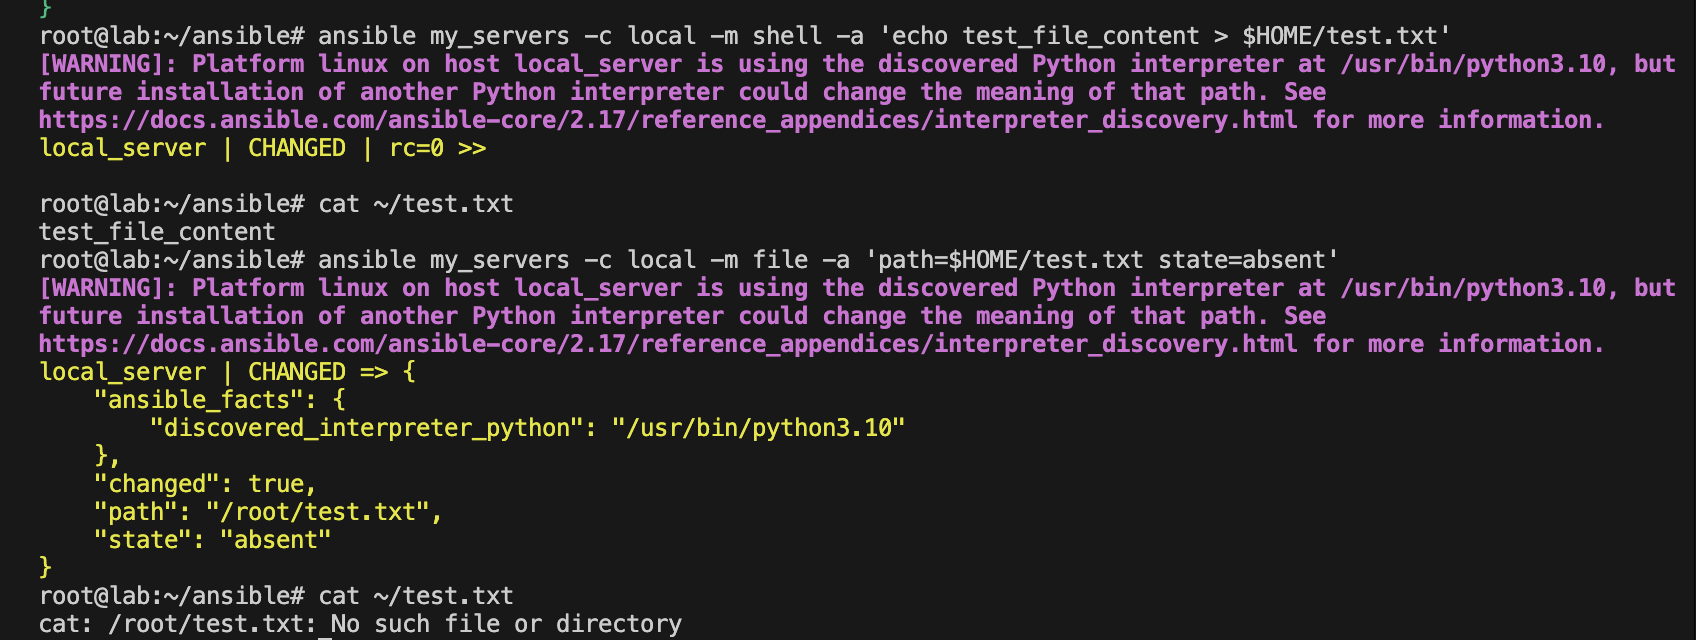 }
root@lab:~/ansible# ansible my_servers -c local -m shell -a 'echo test_file_content > $HOME/test.txt'
[WARNING]: Platform linux on host local_server is using the discovered Python interpreter at /usr/bin/python3.10, but
future installation of another Python interpreter could change the meaning of that path. See
https://docs.ansible.com/ansible-core/2.17/reference_appendices/interpreter_discovery.html for more information.
local_server | CHANGED | rc=0 >>

root@lab:~/ansible# cat ~/test.txt
test_file_content
root@lab:~/ansible# ansible my_servers -c local -m file -a 'path=$HOME/test.txt state=absent'
[WARNING]: Platform linux on host local_server is using the discovered Python interpreter at /usr/bin/python3.10, but
future installation of another Python interpreter could change the meaning of that path. See
https://docs.ansible.com/ansible-core/2.17/reference_appendices/interpreter_discovery.html for more information.
local_server | CHANGED => {
    "ansible_facts": {
        "discovered_interpreter_python": "/usr/bin/python3.10"
    },
    "changed": true,
    "path": "/root/test.txt",
    "state": "absent"
}
root@lab:~/ansible# cat ~/test.txt
cat: /root/test.txt: No such file or directory